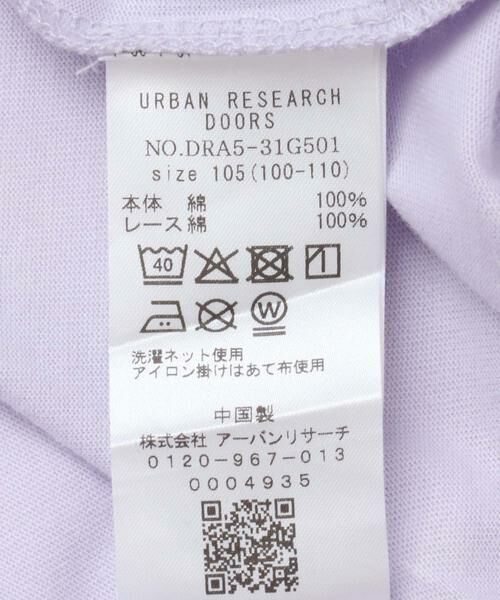 URBAN RESEARCH
DOORS
NO.DRA5-31G501
size 105(100-110)
本体 綿 100%
レース綿 100%
40
W
洗濯ネット使用
アイロン掛けはあて布使用
中国製
株式会社 アーバンリサーチ
0120-967-013
0004935